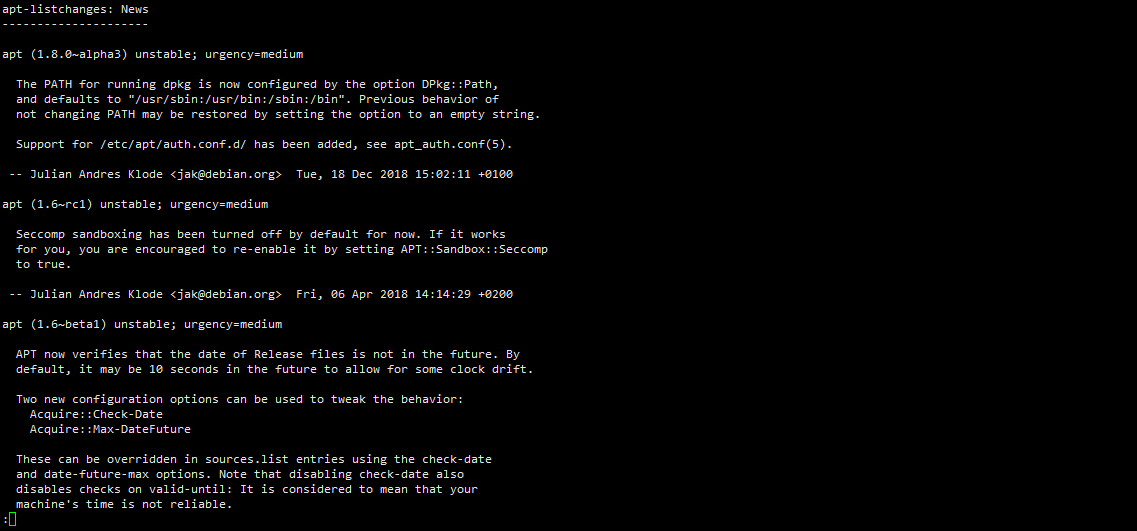 apt-listchanges: News
---------------------
apt (1.8.0~alpha3) unstable; urgency=medium
The PATH for running dpkg is now configured by the option DPkg::Path,
and defaults to "/usr/sbin:/usr/bin:/sbin:/bin". Previous behavior of
not changing PATH may be restored by setting the option to an empty string.
Support for /etc/apt/auth.conf.d/ has been added, see apt_auth.conf(5).
-- Julian Andres Klode <jak@debian.org>  Tue, 18 Dec 2018 15:02:11 +0100
apt (1.6~rc1) unstable; urgency=medium
Seccomp sandboxing has been turned off by default for now. If it works
for you, you are encouraged to re-enable it by setting APT::Sandbox::Seccomp
to true.
-- Julian Andres Klode <jak@debian.org>  Fri, 06 Apr 2018 14:14:29 +0200
apt (1.6~beta1) unstable; urgency=medium
APT now verifies that the date of Release files is not in the future. By
default, it may be 10 seconds in the future to allow for some clock drift.
Two new configuration options can be used to tweak the behavior:
Acquire::Check-Date
Acquire::Max-DateFuture
These can be overridden in sources.list entries using the check-date
and date-future-max options. Note that disabling check-date also
disables checks on valid-until: It is considered to mean that your
machine's time is not reliable.
: